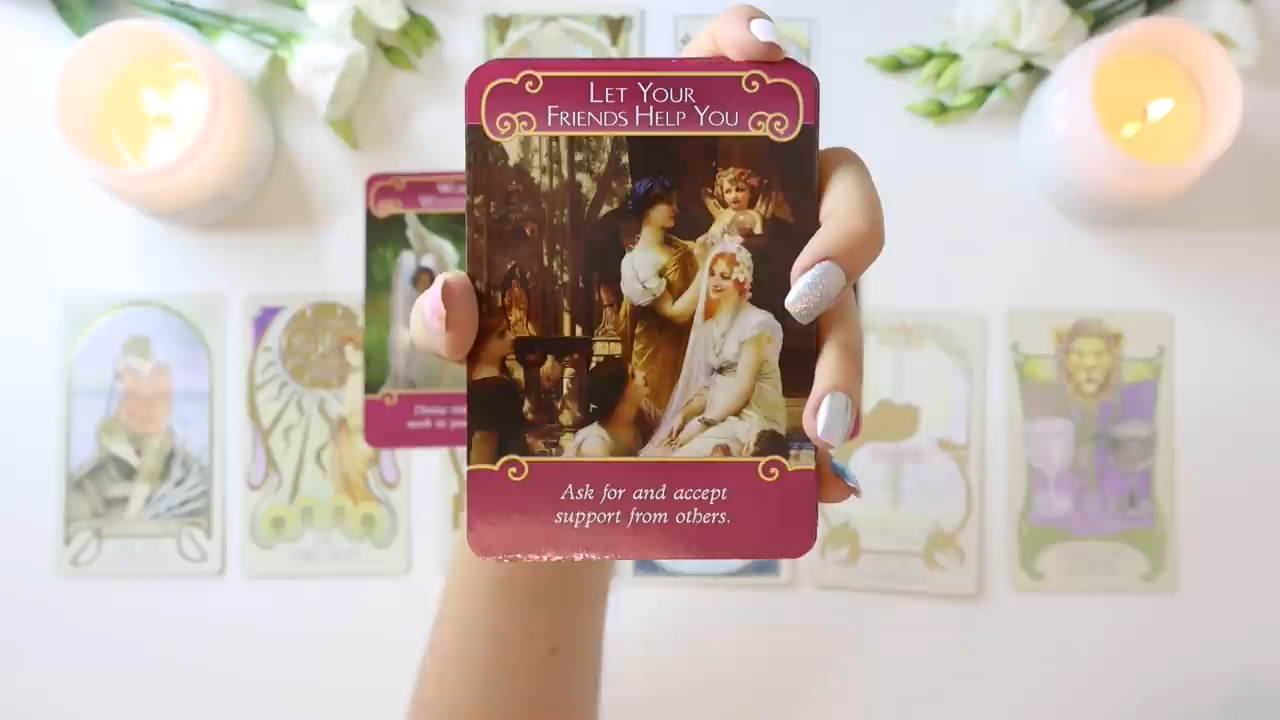 LET YOUR
FRIENDS HELP YOU
Ask for and accept
support from others.